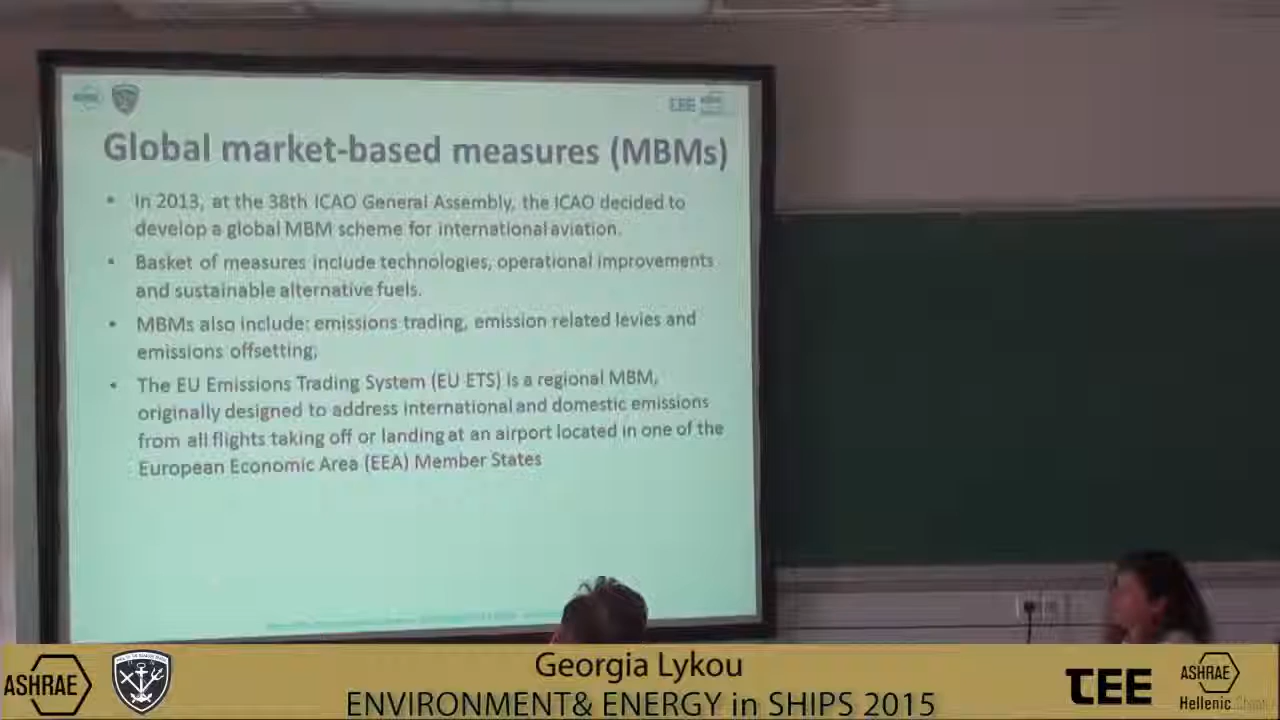 TEE
Global market-based measures (MBMs)
• In 2013, at the 38th ICAO General Assembly, the ICAO decided to
develop a global MBM scheme for international aviation.
• Basket of measures include technologies, operational improvements
and sustainable alternative fuels.
• MBMs also include: emissions trading, emission related levies and
emissions offsetting;
• The EU Emissions Trading System (EU ETS) is a regional MBM,
originally designed to address international and domestic emissions
from all flights taking off or landing at an airport located in one of the
European Economic Area (EEA) Member States
Georgia Lykou
ENVIRONMENT& ENERGY in SHIPS 2015
ASHRAE
TEE
ASHRAE
Hellenic